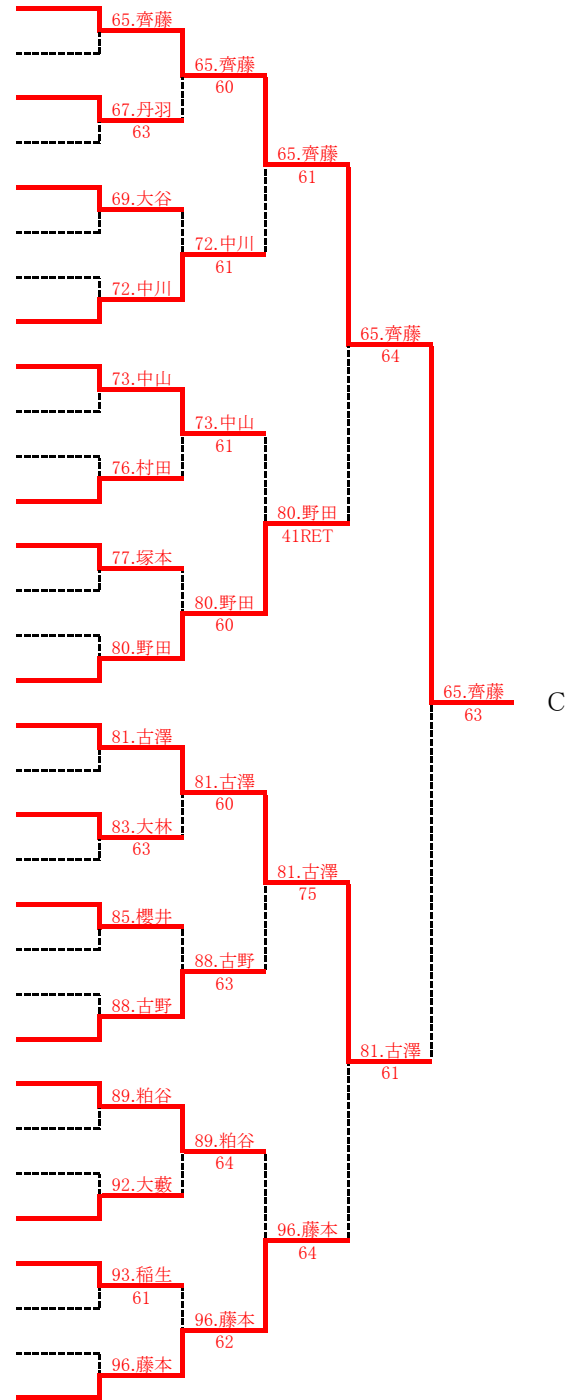 65.齊藤
65.齊藤
60
67.丹羽
63
65.齊藤
61
69.大谷
72.中川
61
72.中川
65.齊藤
64
73.中山
73.中山
61
76.村田
80.野田
41RET
77.塚本
80.野田
60
80.野田
65.齊藤
63
C
81.古澤
81.古澤
60
83.大林
63
81.古澤
75
85.櫻井
88.古野
63
88.古野
81.古澤
61
89.粕谷
89.粕谷
64
92.大藪
96.藤本
64
93.稲生
61
96.藤本
62
96.藤本